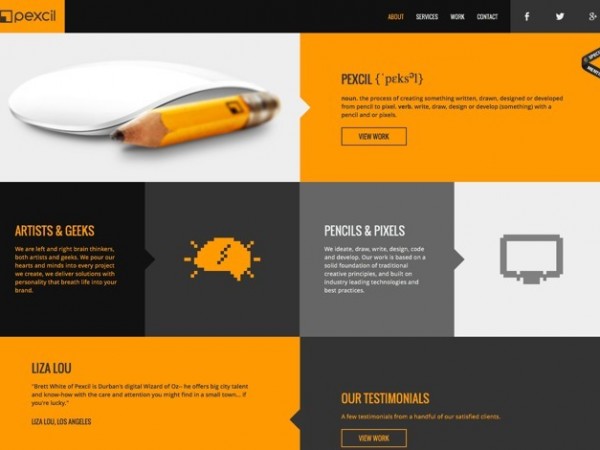 pexcil
ABOUT SERVICES WORK CONTACT
PEXCIL {ˈpɛksᵊl}
noun. the process of creating something written, drawn, designed or developed
from pencil to pixel. verb. write, draw, design or develop (something) with a
pencil and or pixels.
VIEW WORK
ARTISTS & GEEKS
We are left and right brain thinkers,
both artists and geeks. We pour our
hearts and minds into every project
we create, we deliver solutions with
personality that breath life into your
brand.
PENCILS & PIXELS
We ideate, draw, write, design, code
and develop. Our work is based on a
solid foundation of traditional
creative principles, and built on
industry leading technologies and
best practices.
LIZA LOU
"Brett White of Pexcil is Durban's digital Wizard of Oz– he offers big city talent
and know-how with the care and attention you might find in a small town... if
you're lucky."
LIZA LOU, LOS ANGELES
OUR TESTIMONIALS
A few testimonials from a handful of our satisfied clients.
VIEW WORK